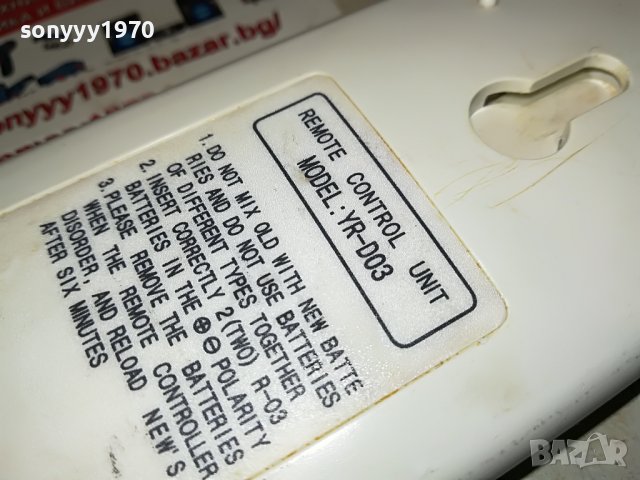 sonyyy1970
sonyyy1970.bazar.bg/
REMOTE CONTROL UNIT
MODEL:YR-D03
1. DO NOT MIX OLD WITH NEW BATTE
RIES AND DO NOT USE BATTERIES
OF DIFFERENT TYPES TOGETHER
2. INSERT CORRECTLY 2(TWO) R-03
BATTERIES IN THE ⊕⊖ POLARITY
3. PLEASE REMOVE THE BATTERIES
WHEN THE REMOTE CONTROLLER
DISORDER, AND RELOAD NEW'S
AFTER SIX MINUTES
sonyyy1970
BAZAR